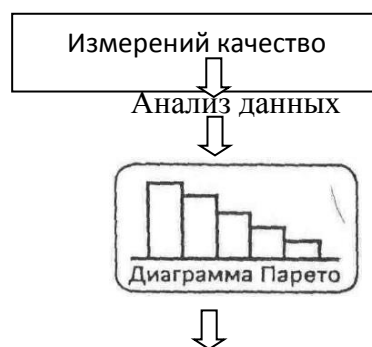 Измерений качество
Анализ данных
Диаграмма Парето